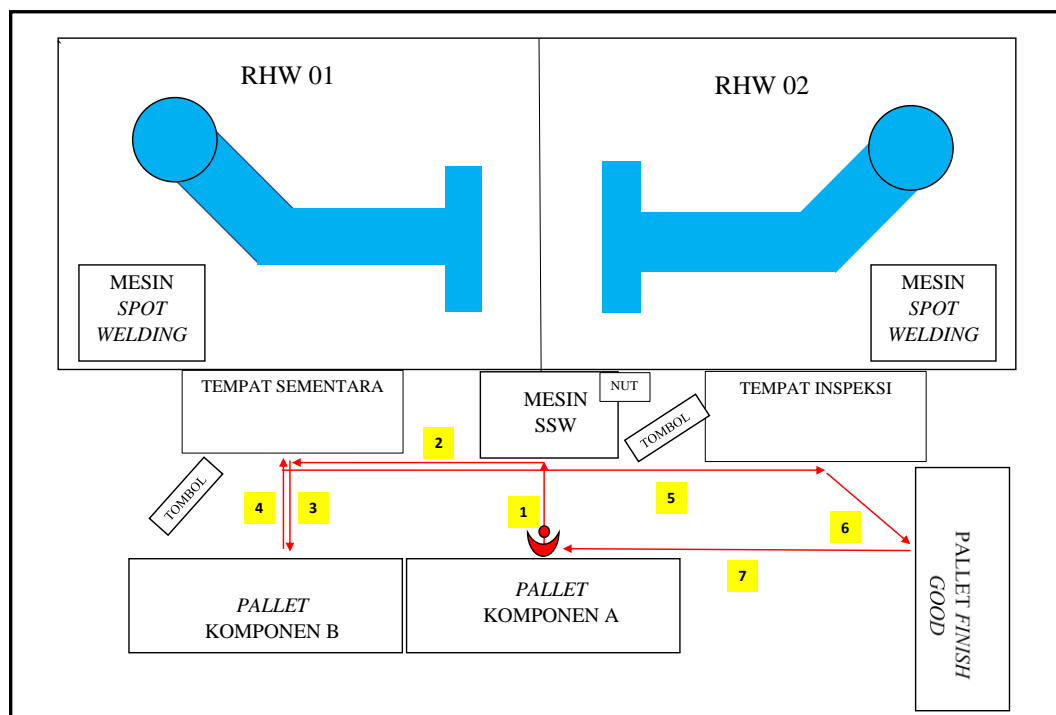 RHW 01
RHW 02
MESIN
SPOT
WELDING
MESIN
SPOT
WELDING
TEMPAT SEMENTARA
MESIN
SSW
NUT
TOMBOL
TEMPAT INSPEKSI
TOMBOL
2
4
3
1
5
6
7
PALLET
KOMPONEN B
PALLET
KOMPONEN A
PALLET FINISH
GOOD